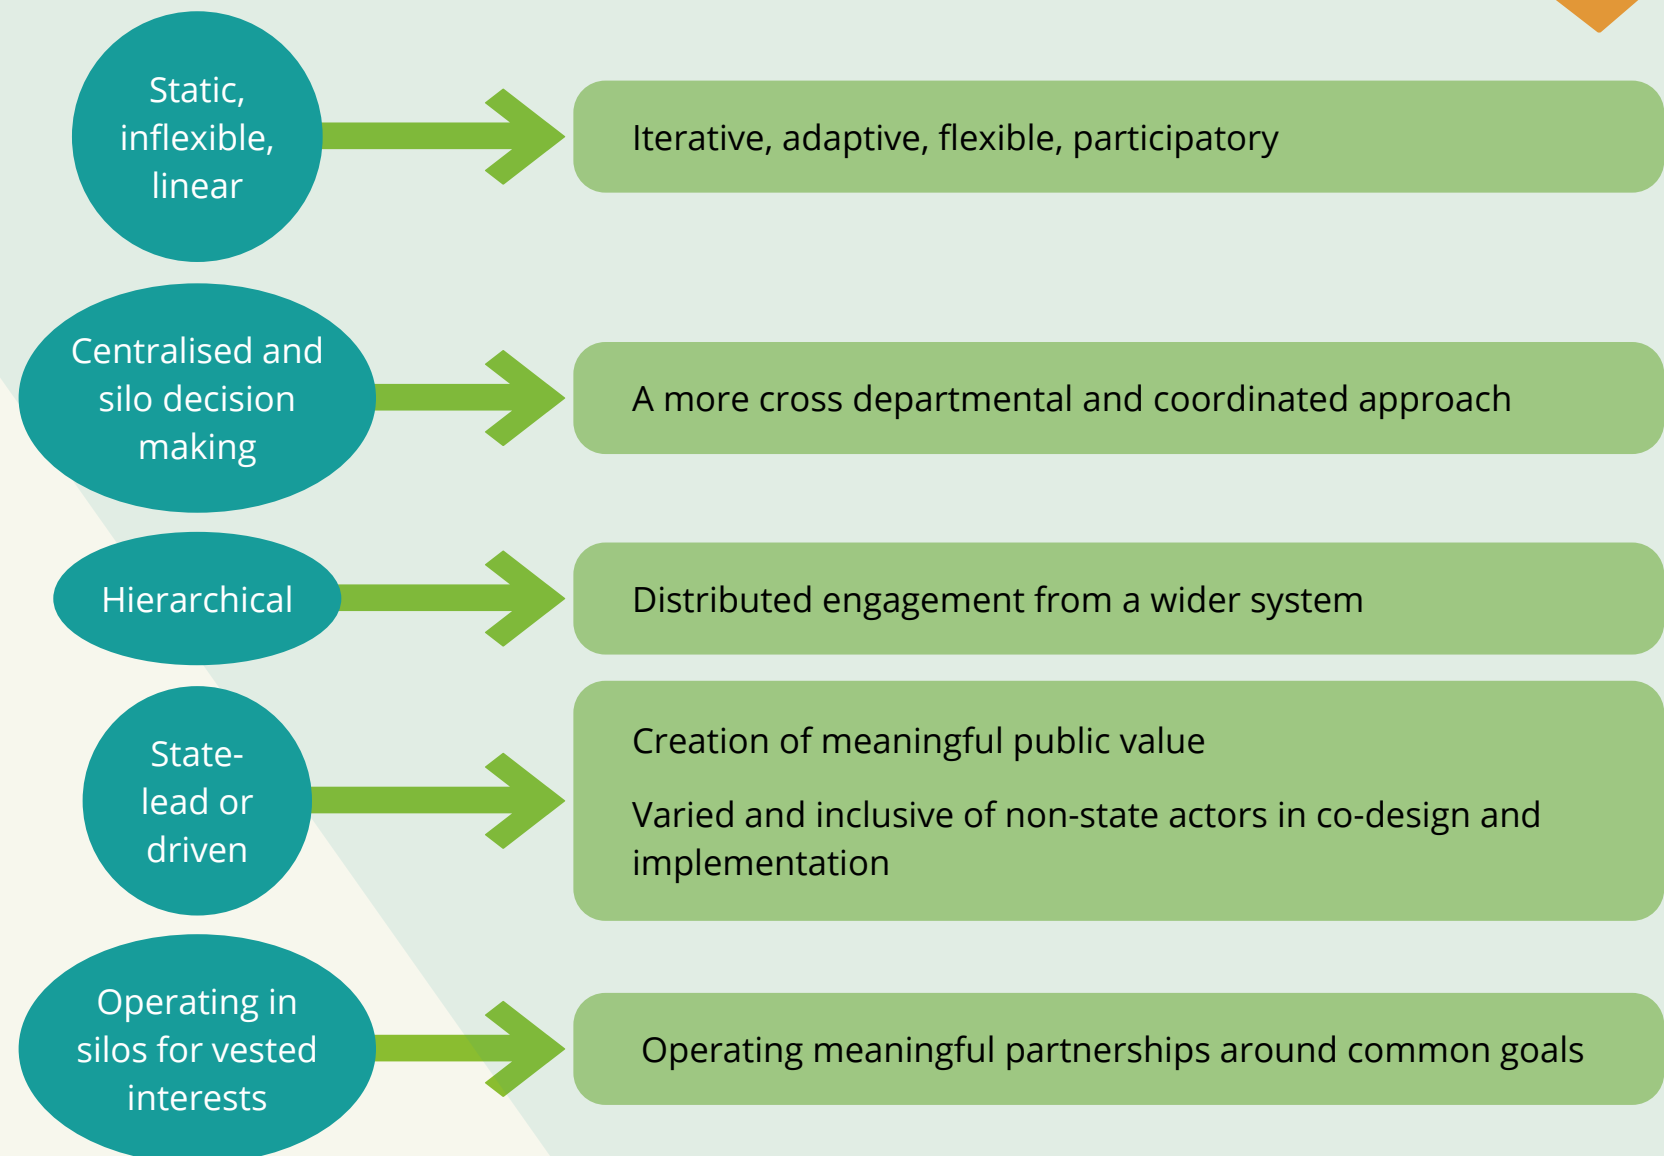 Static,
inflexible,
linear
Iterative, adaptive, flexible, participatory
Centralised and
silo decision
making
A more cross departmental and coordinated approach
Hierarchical
Distributed engagement from a wider system
State-
lead or
driven
Creation of meaningful public value
Varied and inclusive of non-state actors in co-design and
implementation
Operating in
silos for vested
interests
Operating meaningful partnerships around common goals